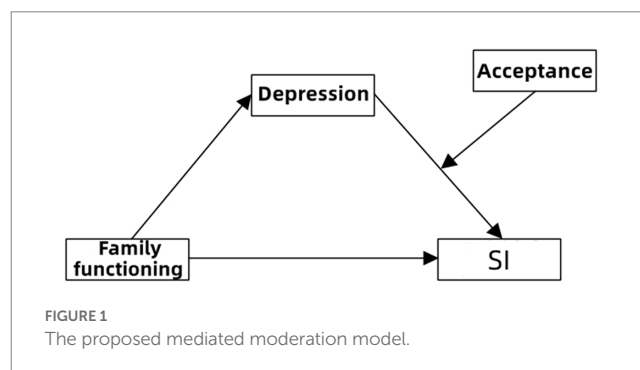 Acceptance
Depression
Family
functioning
SI
FIGURE 1
The proposed mediated moderation model.